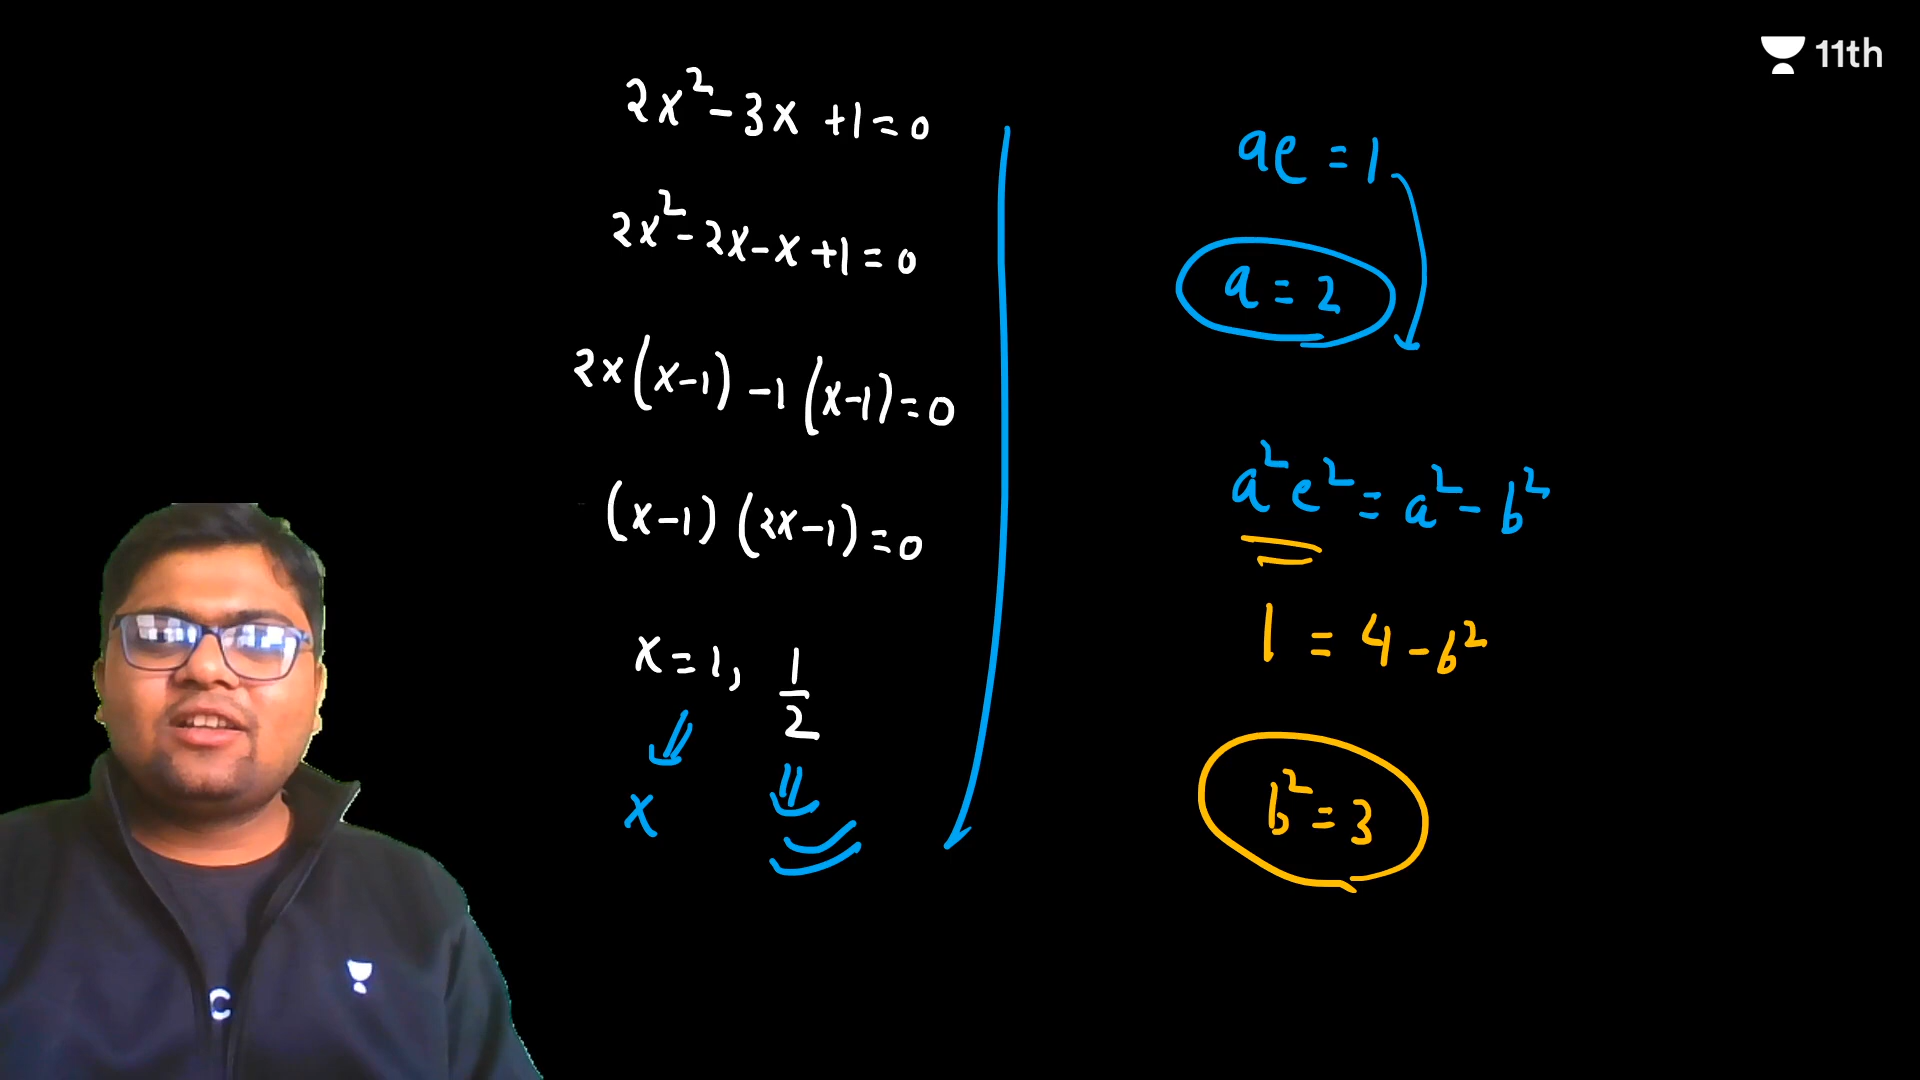 11th
2x² - 3x + 1 = 0
2x² - 2x - x + 1 = 0
2x(x-1) - 1(x-1) = 0
(x-1)(2x-1) = 0
x = 1, 1/2
x
ae = 1
a = 2
a²e² = a² - b²
1 = 4 - b²
b² = 3
C